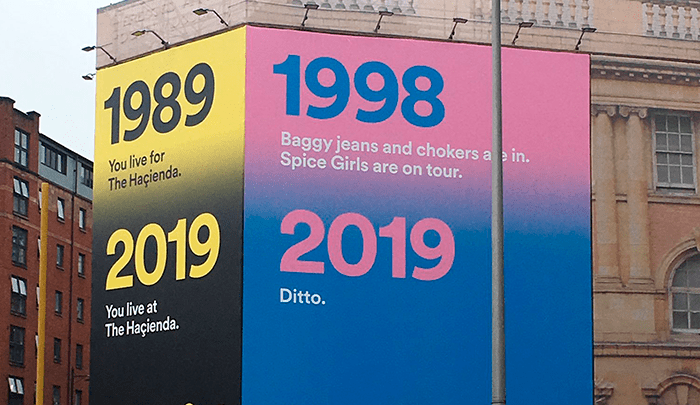 1989
You live for
The Haçienda.
2019
You live at
The Haçienda.
1998
Baggy jeans and chokers are in.
Spice Girls are on tour.
2019
Ditto.